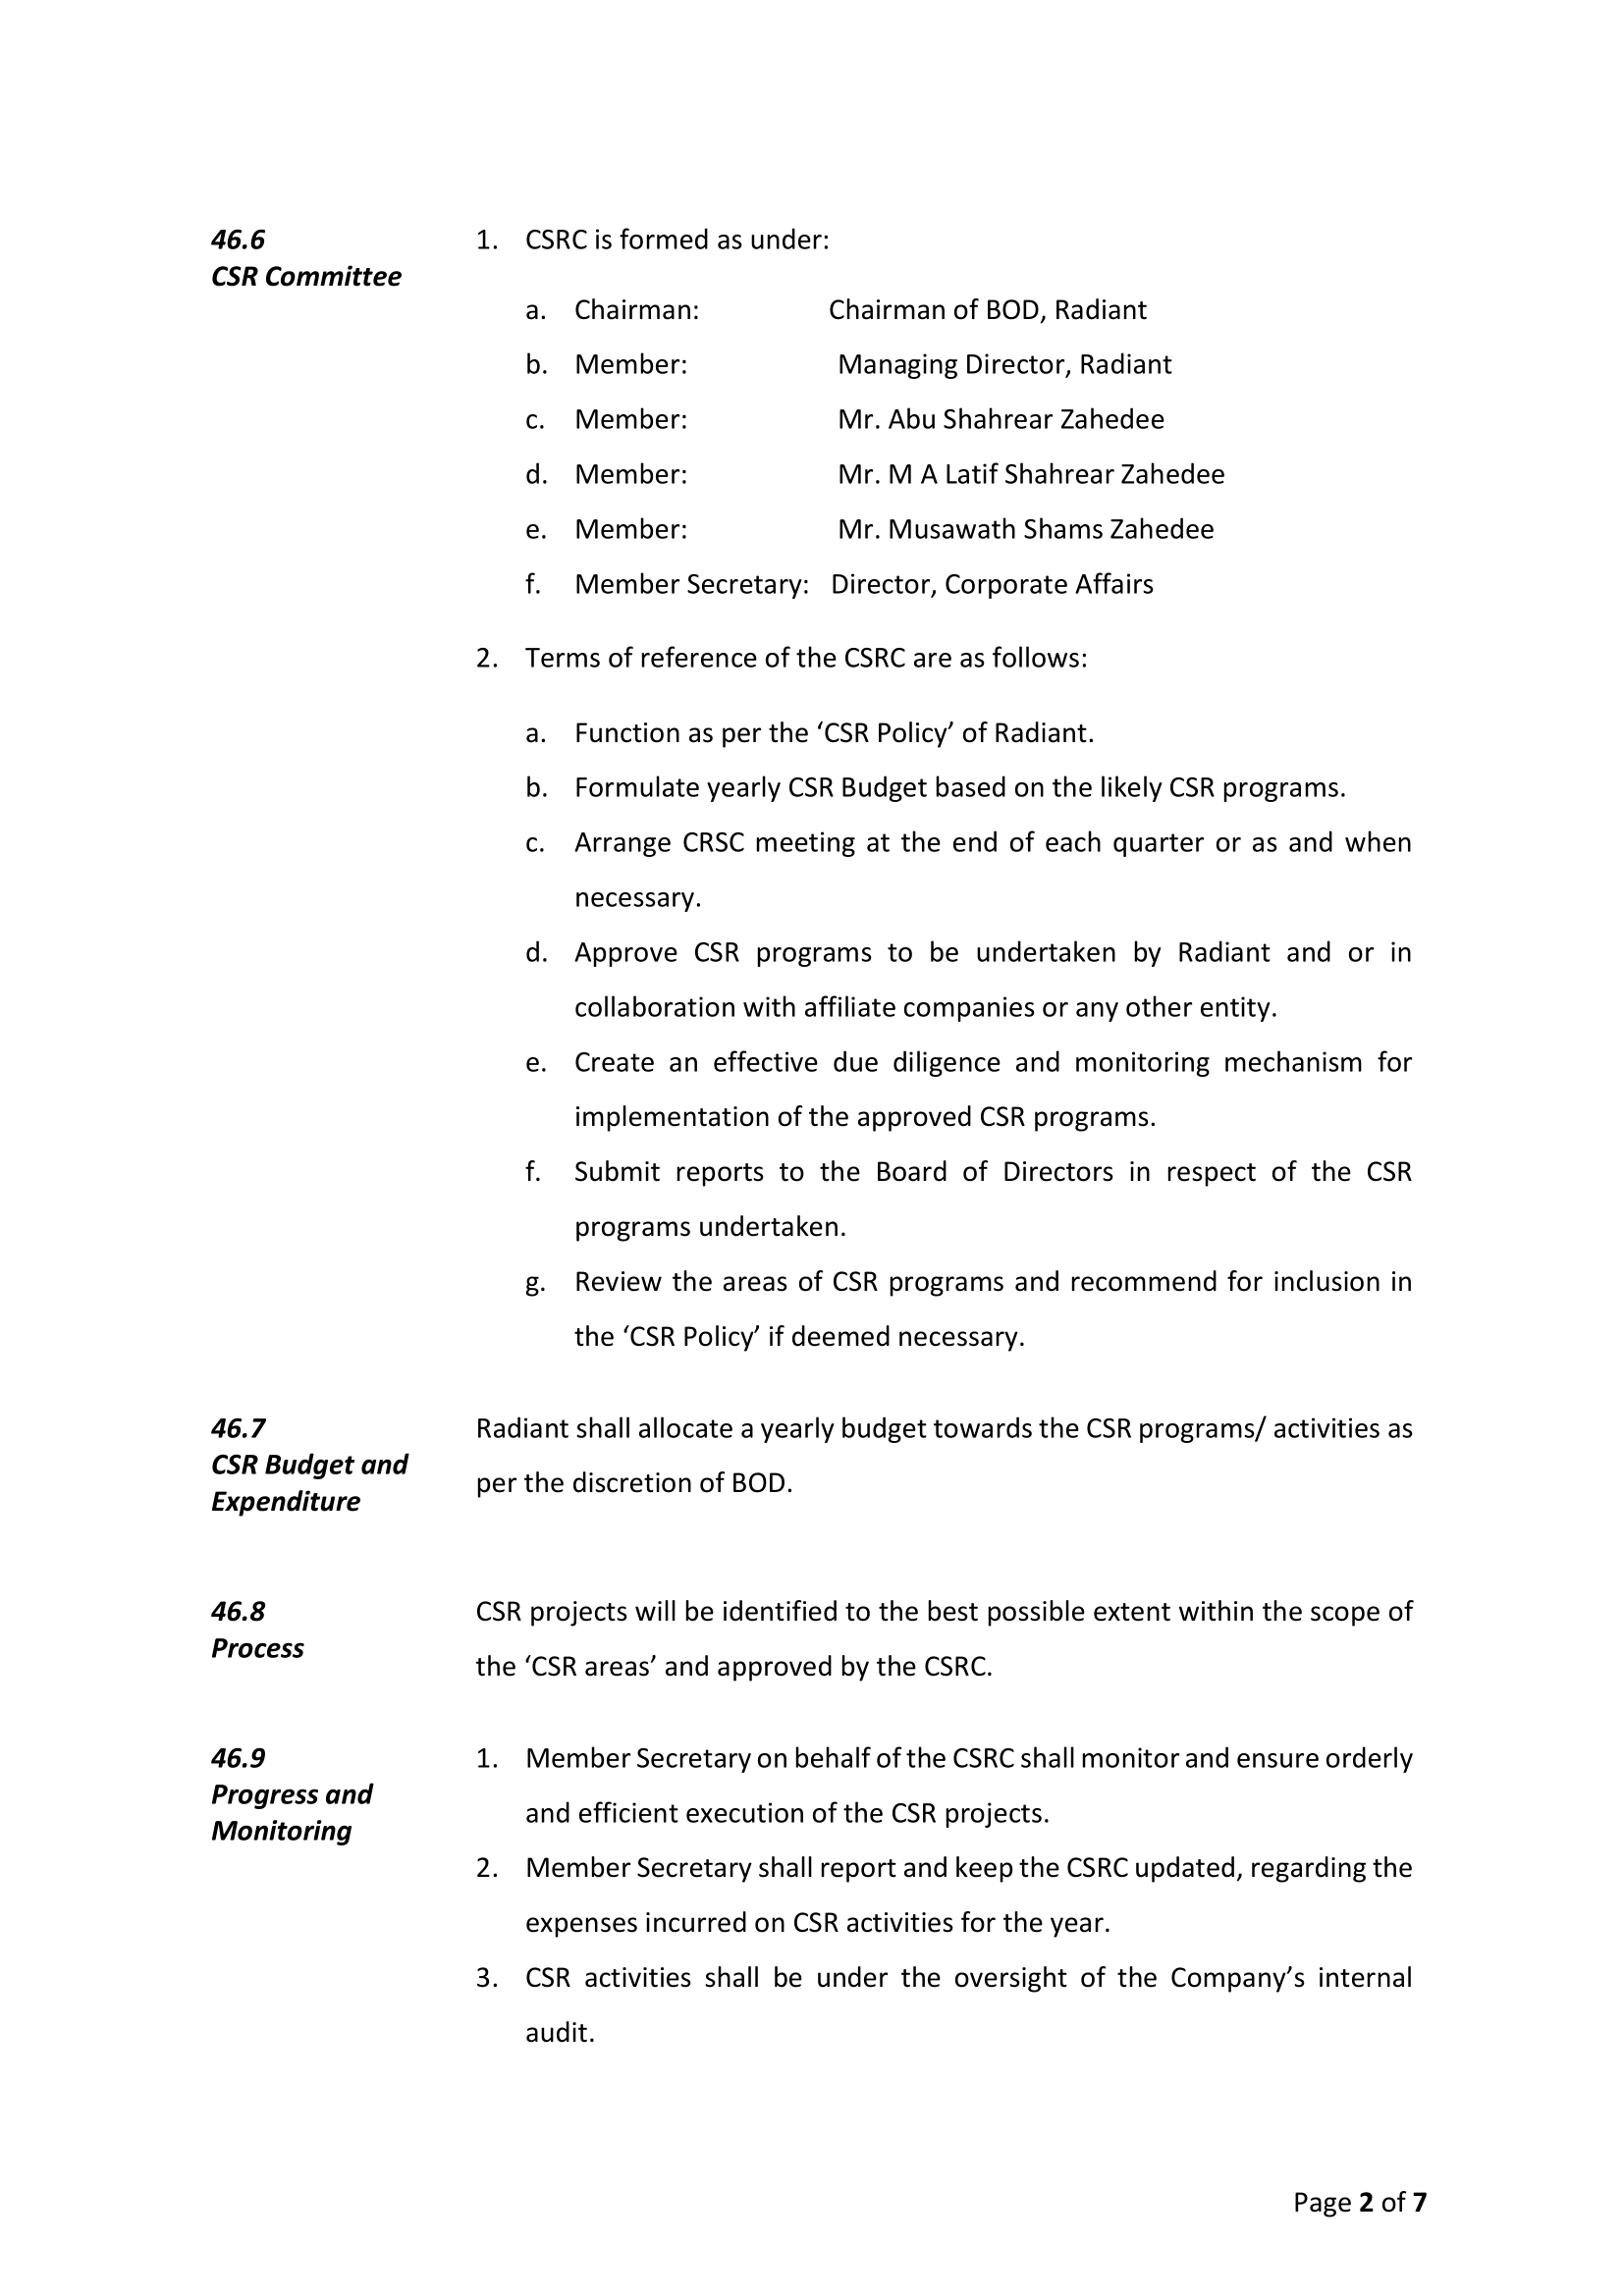 46.6
CSR Committee
1. CSRC is formed as under:
a. Chairman: Chairman of BOD, Radiant
b. Member: Managing Director, Radiant
c. Member: Mr. Abu Shahrear Zahedee
d. Member: Mr. M A Latif Shahrear Zahedee
e. Member: Mr. Musawath Shams Zahedee
f. Member Secretary: Director, Corporate Affairs
2. Terms of reference of the CSRC are as follows:
a. Function as per the ‘CSR Policy’ of Radiant.
b. Formulate yearly CSR Budget based on the likely CSR programs.
c. Arrange CRSC meeting at the end of each quarter or as and when
necessary.
d. Approve CSR programs to be undertaken by Radiant and or in
collaboration with affiliate companies or any other entity.
e. Create an effective due diligence and monitoring mechanism for
implementation of the approved CSR programs.
f. Submit reports to the Board of Directors in respect of the CSR
programs undertaken.
g. Review the areas of CSR programs and recommend for inclusion in
the ‘CSR Policy’ if deemed necessary.
46.7
CSR Budget and
Expenditure
Radiant shall allocate a yearly budget towards the CSR programs/ activities as
per the discretion of BOD.
46.8
Process
CSR projects will be identified to the best possible extent within the scope of
the ‘CSR areas’ and approved by the CSRC.
46.9
Progress and
Monitoring
1. Member Secretary on behalf of the CSRC shall monitor and ensure orderly
and efficient execution of the CSR projects.
2. Member Secretary shall report and keep the CSRC updated, regarding the
expenses incurred on CSR activities for the year.
3. CSR activities shall be under the oversight of the Company’s internal
audit.
Page 2 of 7